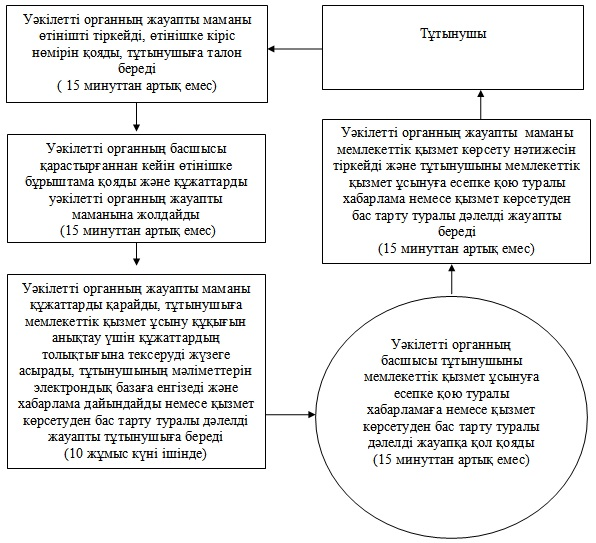 Тұтынушы
Уәкілетті органның жауапты маманы
өтінішті тіркейді, өтінішке кіріс
нөмірін қояды, тұтынушыға талон
береді
( 15 минуттан артық емес)
Уәкілетті органның басшысы
қарастырғаннан кейін өтінішке
бұрыштама қояды және құжаттарды
уәкілетті органның жауапты
маманына жолдайды
(15 минуттан артық емес)
Уәкілетті органның жауапты маманы
құжаттарды қарайды, тұтынушыға
мемлекеттік қызмет ұсыну құқығын
анықтау үшін құжаттардың
толықтығына тексеруді жүзеге
асырады, тұтынушының мәліметтерін
электрондық базаға енгізеді және
хабарлама дайындайды немесе қызмет
көрсетуден бас тарту туралы дәлелді
жауапты тұтынушыға береді
(10 жұмыс күні ішінде)
Уәкілетті органның
басшысы тұтынушыны
мемлекеттік қызмет ұсынуға
есепке қою туралы
хабарламаға немесе қызмет
көрсетуден бас тарту туралы
дәлелді жауапқа қол қояды
(15 минуттан артық емес)
Уәкілетті органның жауапты маманы
мемлекеттік қызмет көрсету нәтижесін
тіркейді және тұтынушыны мемлекеттік
қызмет ұсынуға есепке қою туралы
хабарлама немесе қызмет көрсетуден
бас тарту туралы дәлелді жауапты
береді
(15 минуттан артық емес)